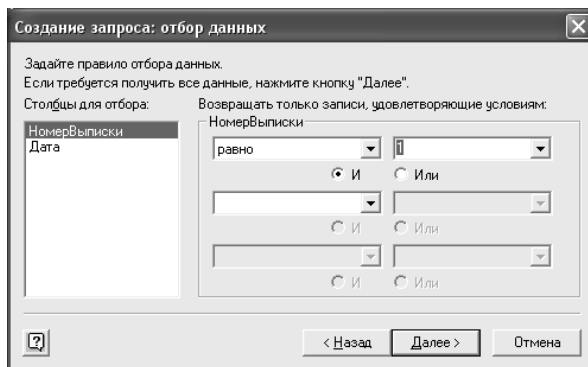 Создание запроса: отбор данных
Задайте правило отбора данных.
Если требуется получить все данные, нажмите кнопку "Далее".
Столбцы для отбора:
Возвращать только записи, удовлетворяющие условиям:
НомерВыписки
Дата
НомерВыписки
равно
1
И
Или
И
Или
И
Или
< Назад
Далее >
Отмена